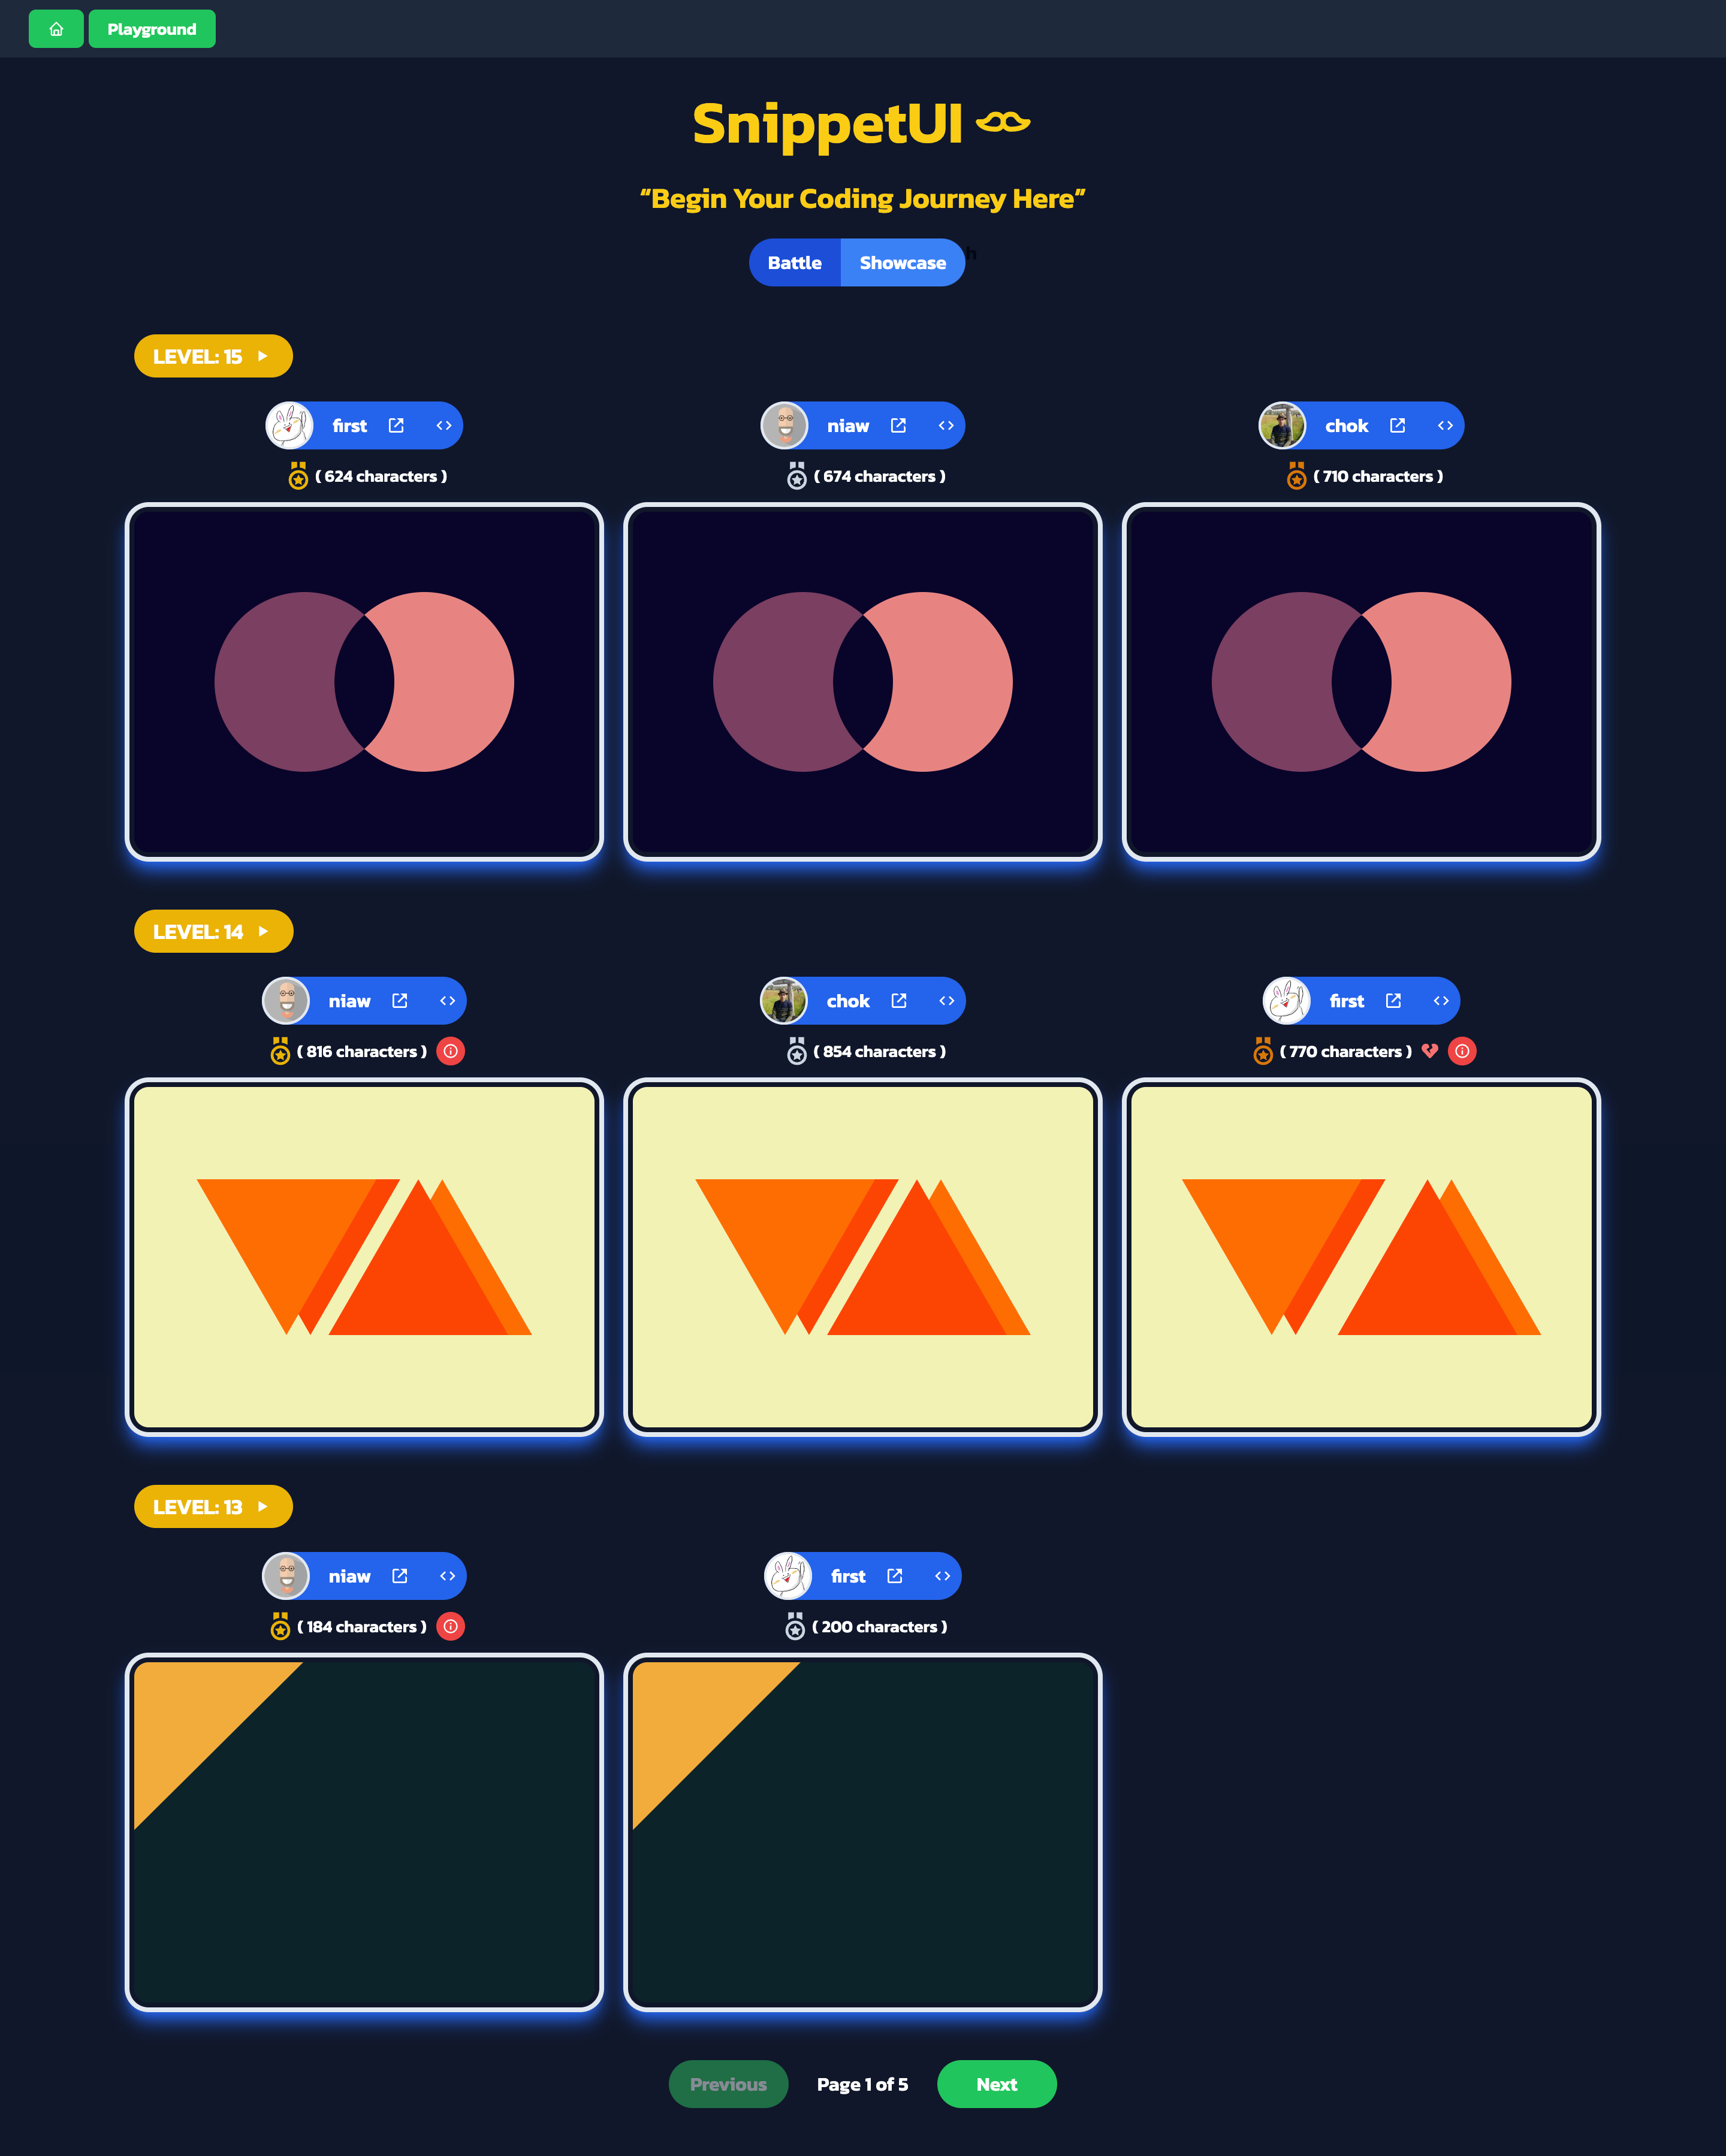 Playground
SnippetUI
“Begin Your Coding Journey Here”
Battle Showcase h
LEVEL: 15
first niaw chok
( 624 characters ) ( 674 characters ) ( 710 characters )
LEVEL: 14
niaw chok first
( 816 characters ) ( 854 characters ) ( 770 characters )
LEVEL: 13
niaw first
( 184 characters ) ( 200 characters )
Previous Page 1 of 5 Next